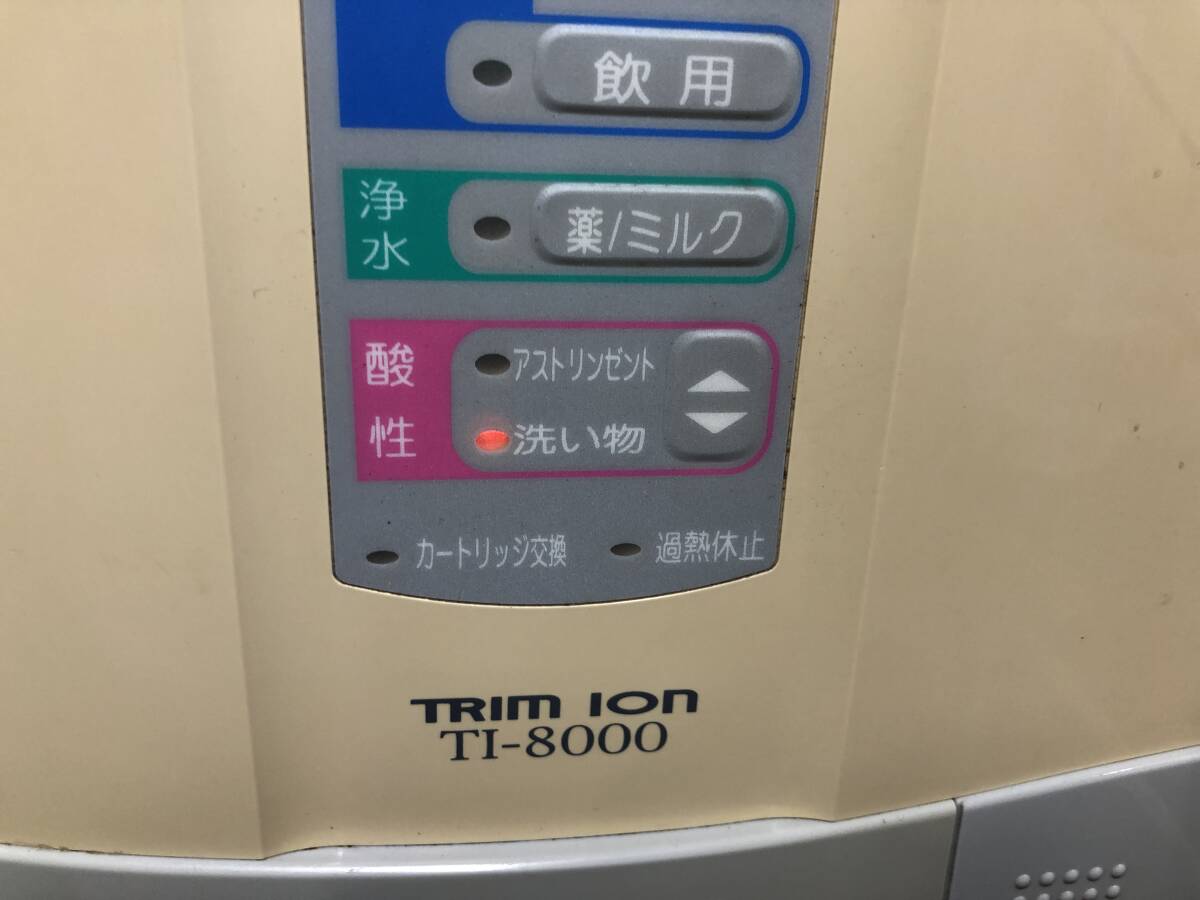 飲用
浄水
薬/ミルク
酸性
アストリンゼント
洗い物
カートリッジ交換
過熱休止
TRIM ION
TI-8000